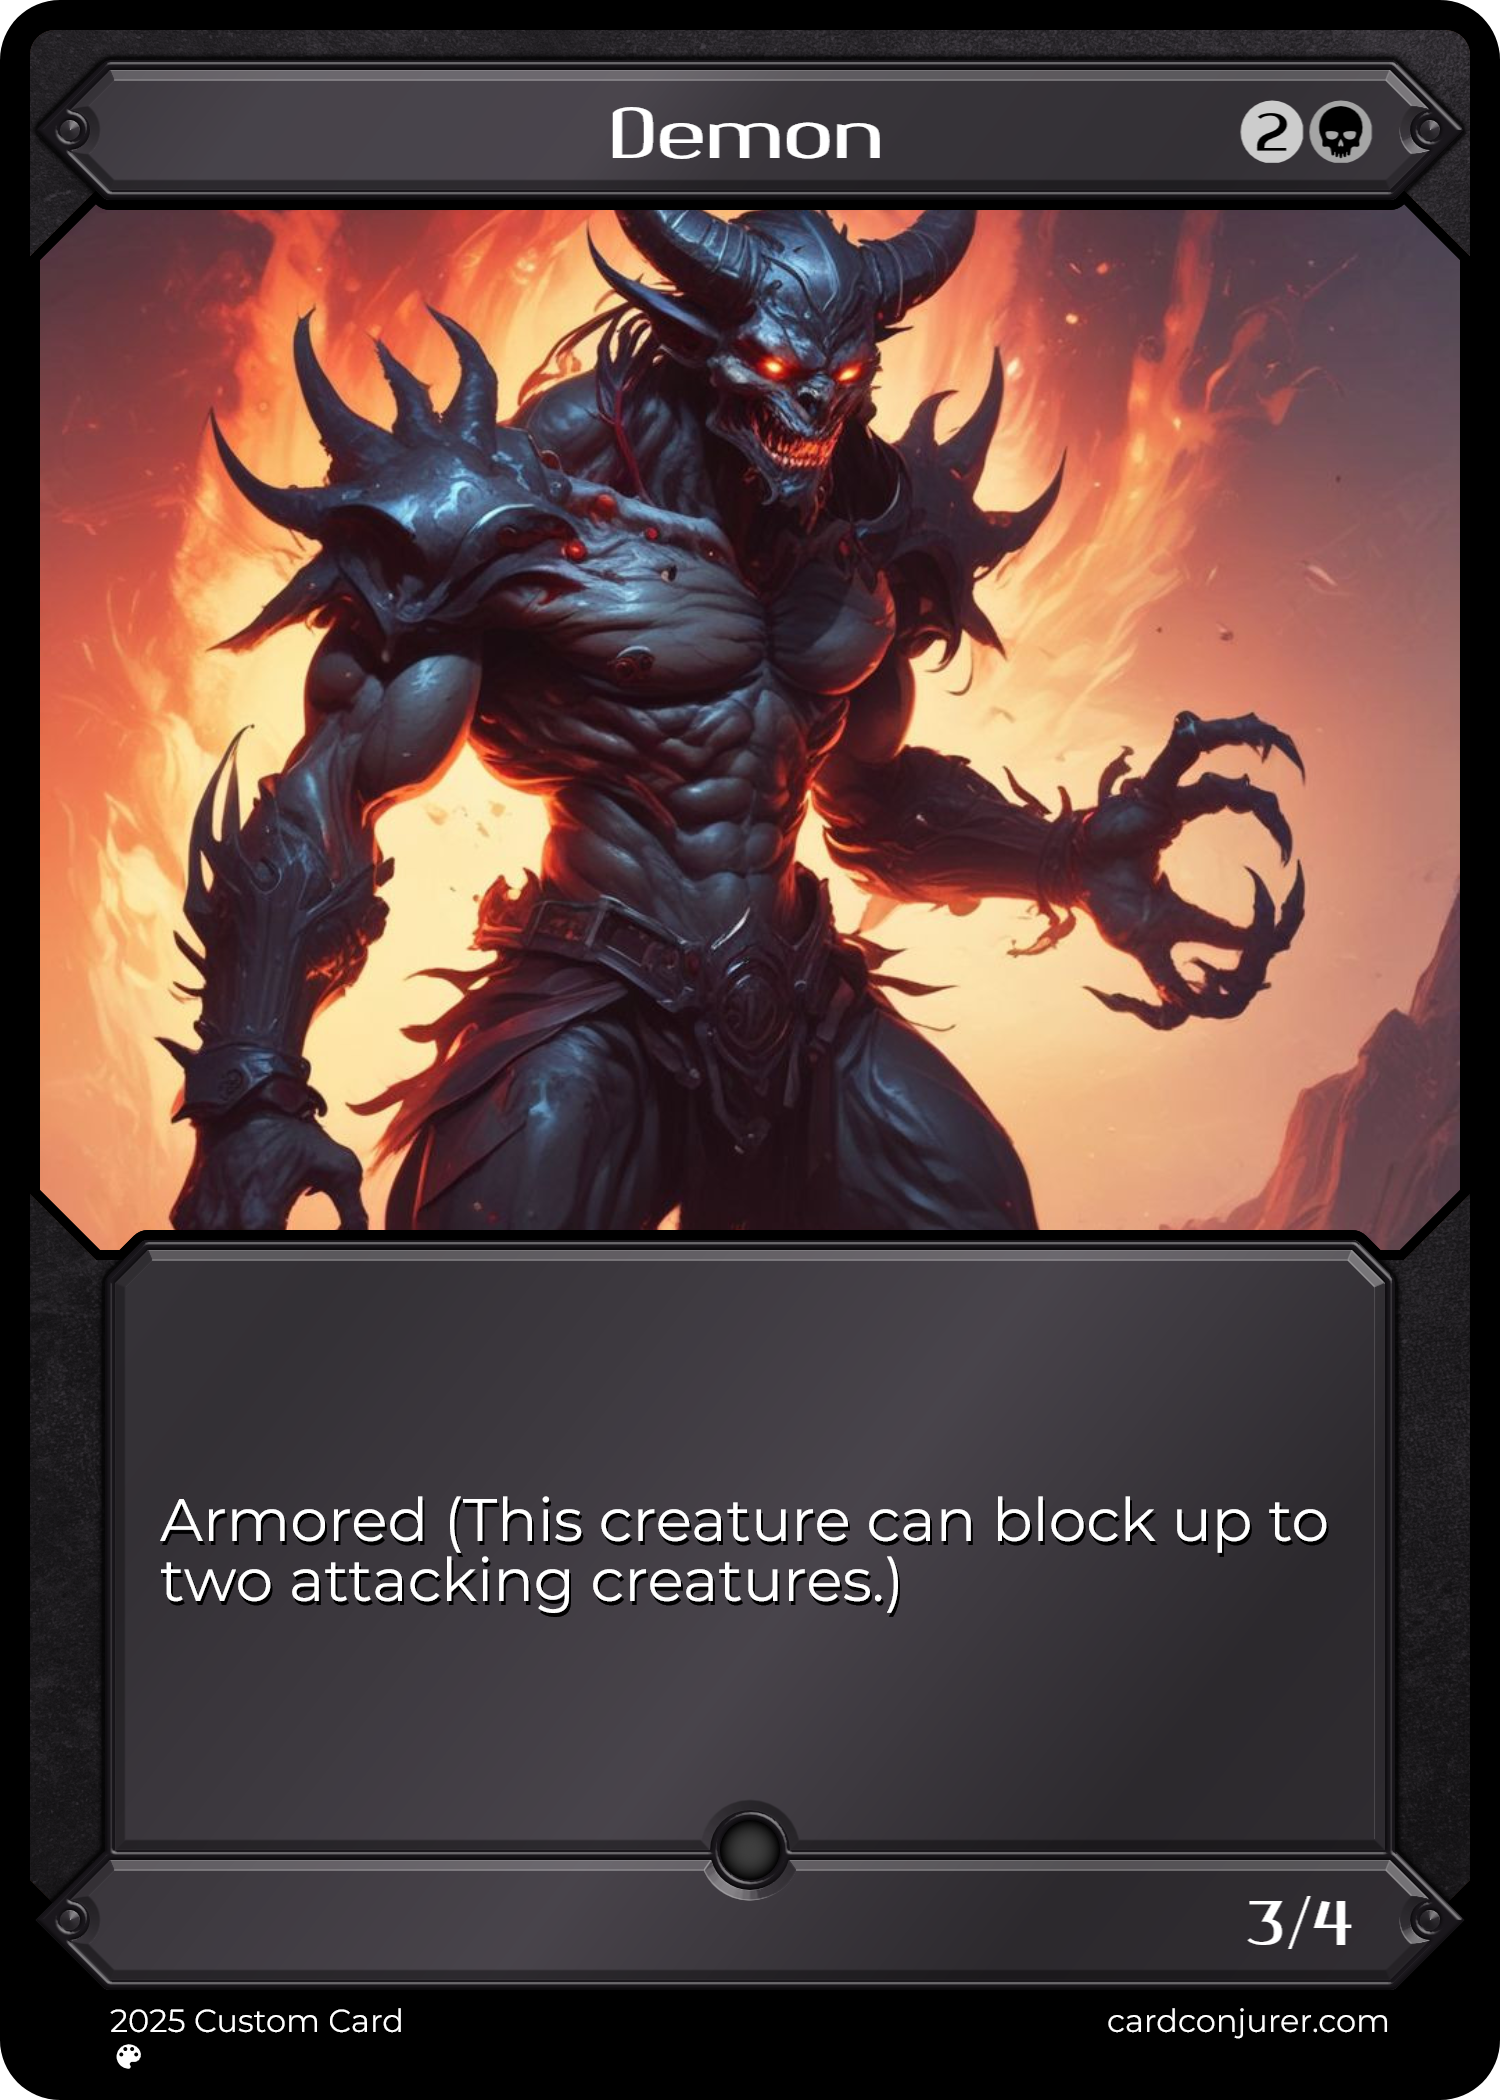 Demon 2
Armored (This creature can block up to
two attacking creatures.)
3/4
2025 Custom Card cardconjurer.com